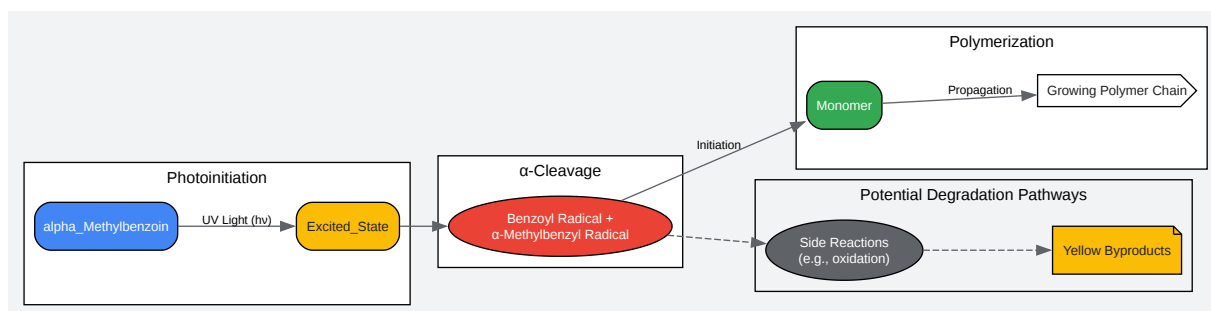 Photoinitiation
alpha_Methylbenzoin
UV Light (hν)
Excited_State
α-Cleavage
Benzoyl Radical +
α-Methylbenzyl Radical
Initiation
Polymerization
Monomer
Propagation
Growing Polymer Chain
Potential Degradation Pathways
Side Reactions
(e.g., oxidation)
Yellow Byproducts